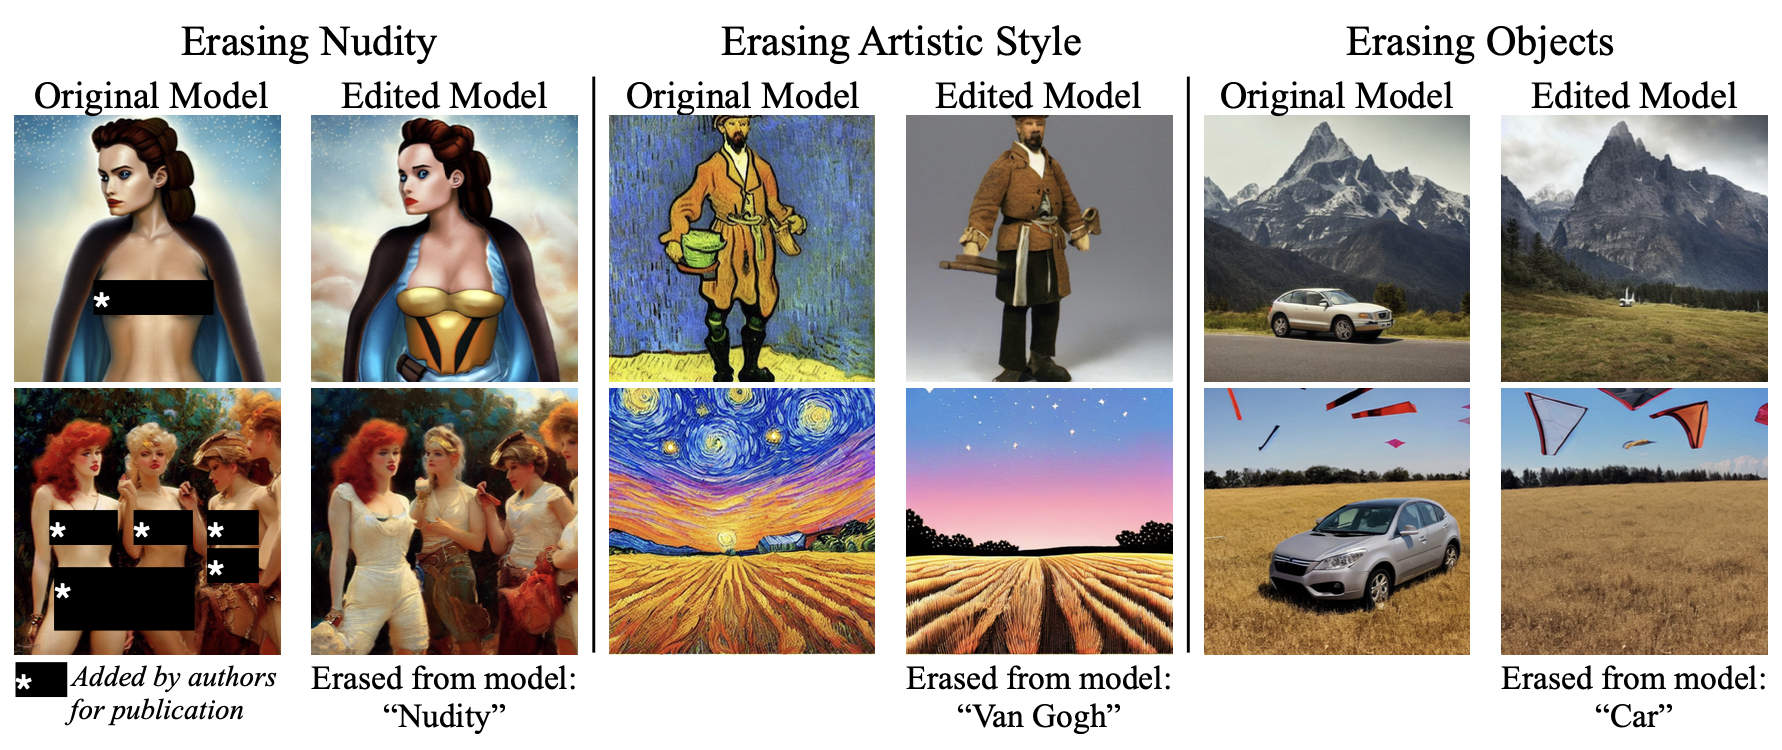 Erasing Nudity
Erasing Artistic Style
Erasing Objects
Original Model
Edited Model
Original Model
Edited Model
Original Model
Edited Model
*
*
*
*
*
*
* Added by authors
for publication
Erased from model:
“Nudity”
Erased from model:
“Van Gogh”
Erased from model:
“Car”